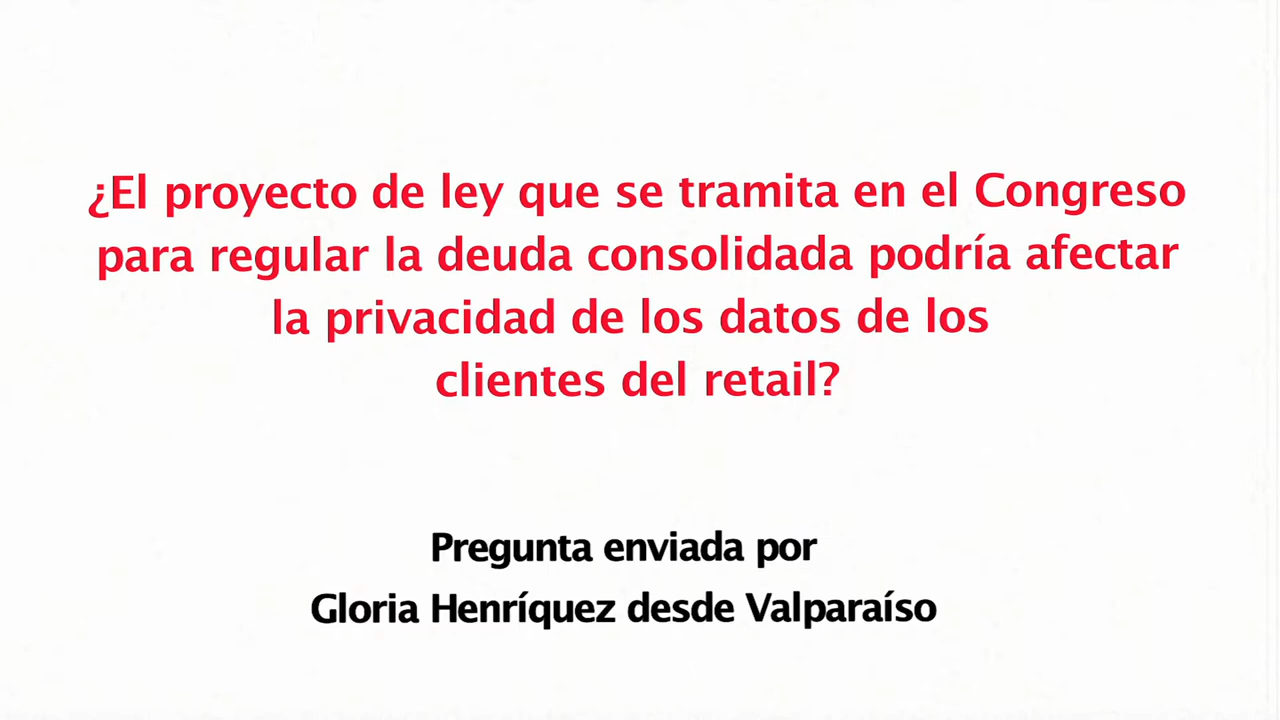 ¿El proyecto de ley que se tramita en el Congreso
para regular la deuda consolidada podría afectar
la privacidad de los datos de los
clientes del retail?
Pregunta enviada por
Gloria Henríquez desde Valparaíso